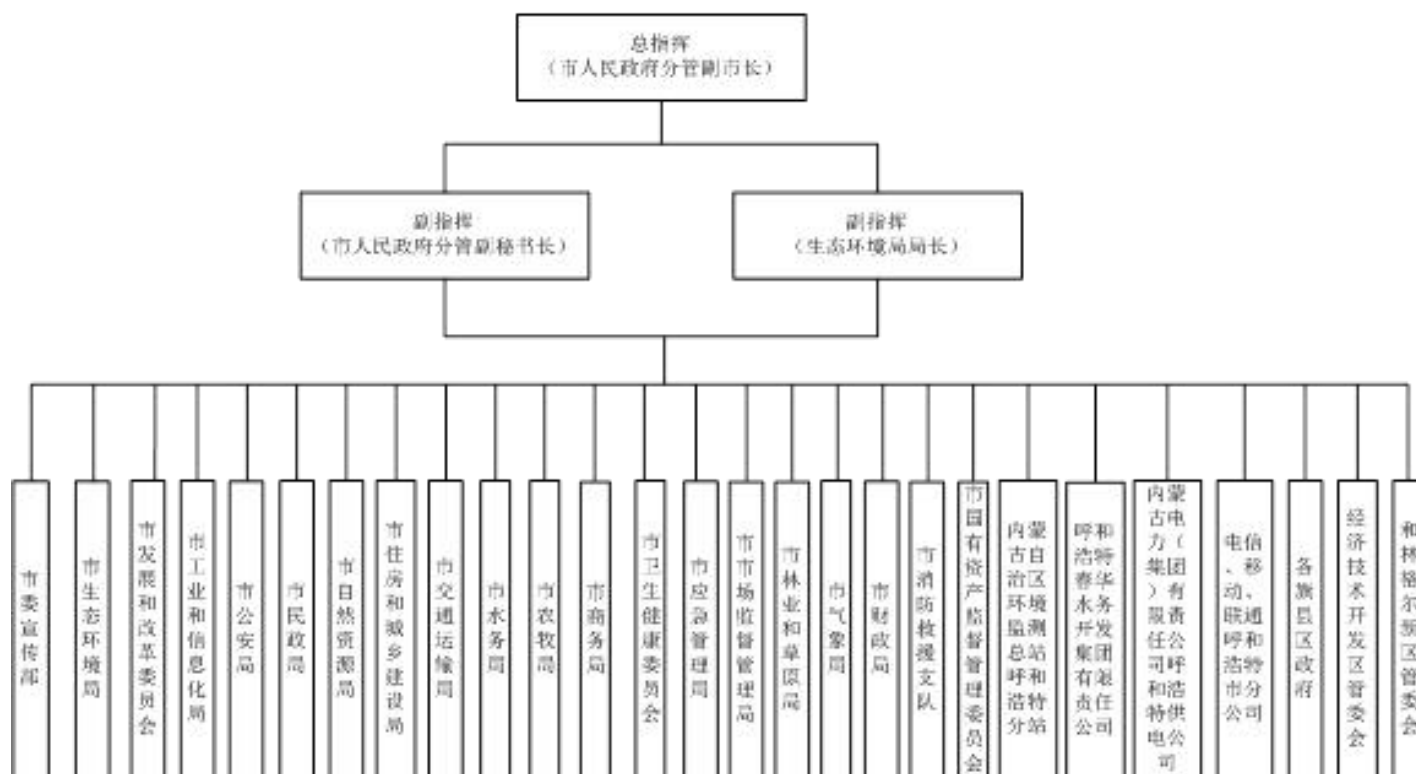 总指挥
（市人民政府分管副市长）
副指挥
（市人民政府分管副秘书长）
副指挥
（生态环境局局长）
市委宣传部
市生态环境局
市发展和改革委员会
市工业和信息化局
市公安局
市民政局
市自然资源局
市住房和城乡建设局
市交通运输局
市水务局
市农牧局
市商务局
市卫生健康委员会
市应急管理局
市市场监督管理局
市林业和草原局
市气象局
市财政局
市消防救援支队
市国有资产监督管理委员会
内蒙古自治区环境监测总站呼和浩特分站
呼和浩特春华水务开发集团有限责任公司
内蒙古电力（集团）有限责任公司呼和浩特供电公司
电信、移动、联通呼和浩特市分公司
各旗县区政府
经济技术开发区管委会
和林格尔新区管委会